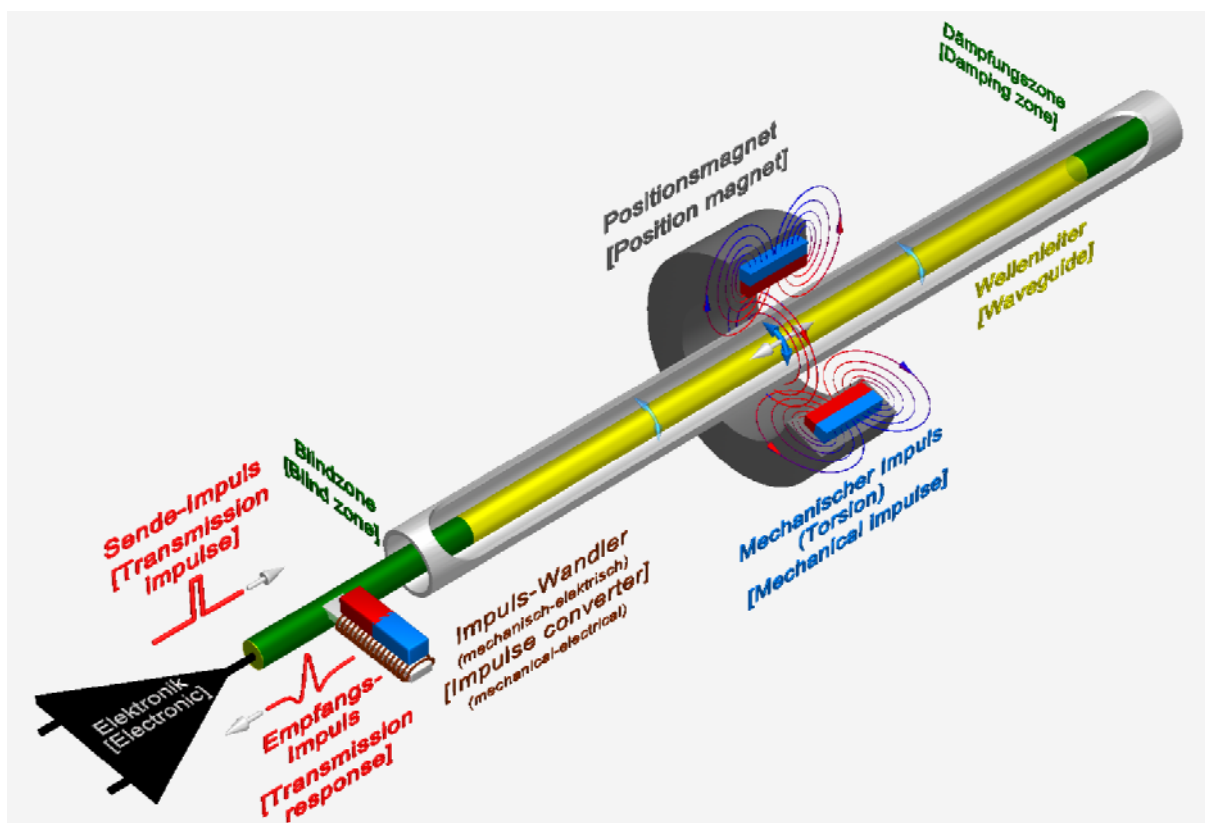 Dämpfungszone
[Damping zone]
Positionsmagnet
[Position magnet]
Wellenleiter
[Waveguide]
Blindzone
[Blind zone]
Sende-Impuls
[Transmission
impulse]
Mechanischer Impuls
(Torsion)
[Mechanical impulse]
Impuls-Wandler
(mechanisch-elektrisch)
[Impulse converter]
(mechanical-electrical)
Elektronik
[Electronic]
Empfangs-
Impuls
[Transmission
response]